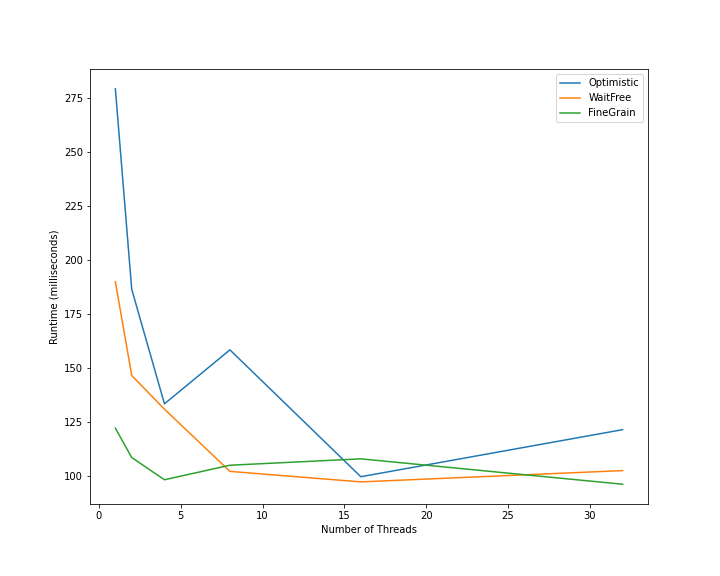 Optimistic
WaitFree
FineGrain
Runtime (milliseconds)
275
250
225
200
175
150
125
100
0 5 10 15 20 25 30
Number of Threads